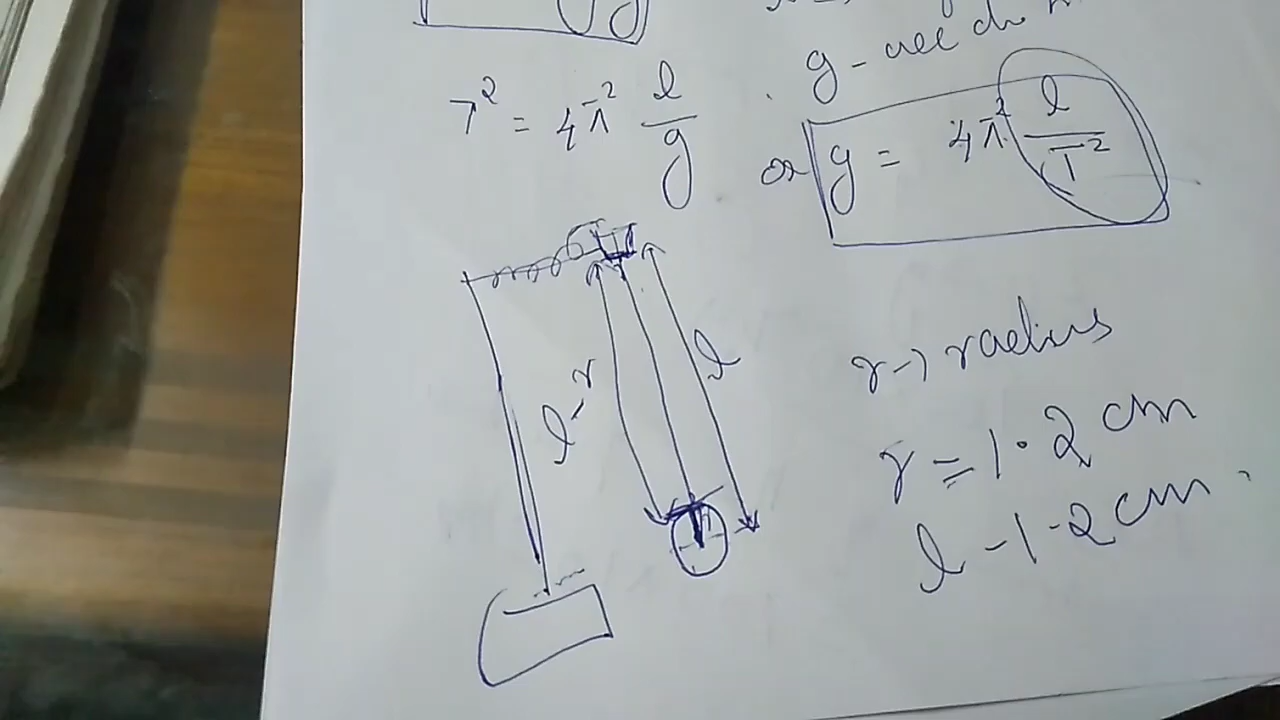 g - acc
T² = 4π² l/g
or g = 4π² l/T²
l-r
l
r → radius
r = 1.2 cm
l - 1.2 cm